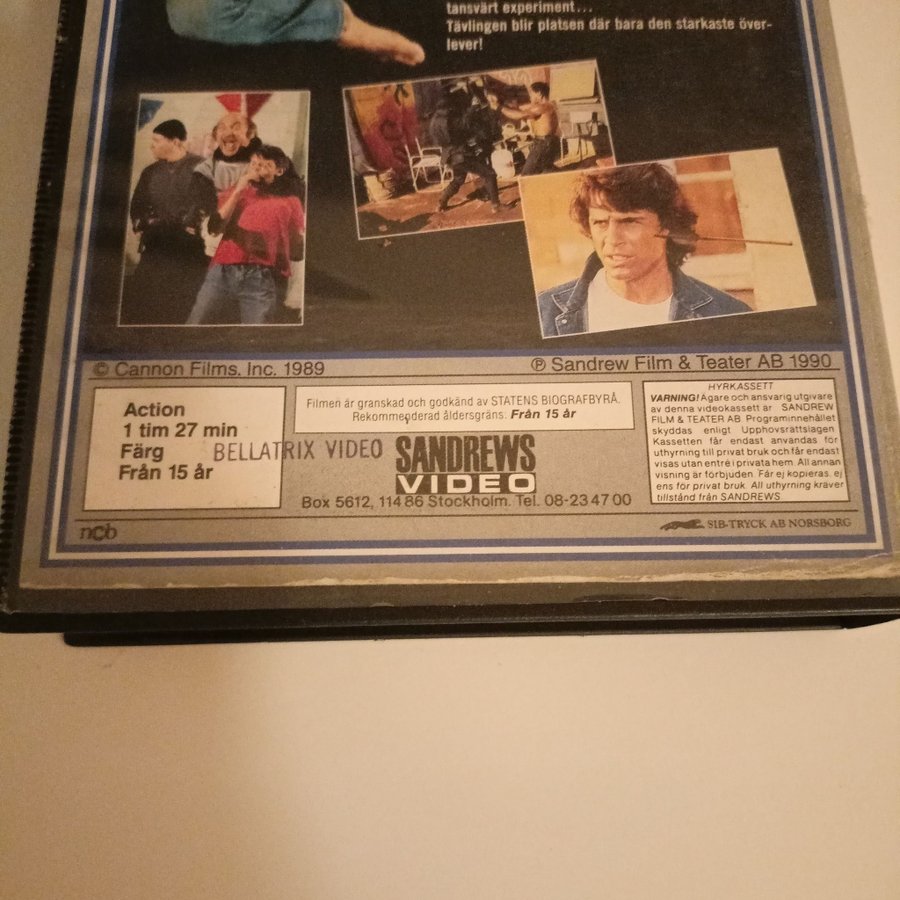 tansvärt experiment...
Tävlingen blir platsen där bara den starkaste över-
lever!
© Cannon Films, Inc. 1989
℗ Sandrew Film & Teater AB 1990
Action
1 tim 27 min
Färg
Från 15 år
BELLATRIX VIDEO
Filmen är granskad och godkänd av STATENS BIOGRAFBYRÅ.
Rekommenderad åldersgräns: Från 15 år
SANDREWS
VIDEO
Box 5612, 114 86 Stockholm. Tel. 08-23 47 00
HYRKASSETT
VARNING! Ägare och ansvarig utgivare
av denna videokassett är SANDREW
FILM & TEATER AB. Programinnehållet
skyddas enligt Upphovsrättslagen.
Kassetten får endast användas för
uthyrning till privat bruk och får endast
visas utan entré i privata hem. All annan
visning är förbjuden. Får ej kopieras, ej
ens för privat bruk. All uthyrning kräver
tillstånd från SANDREWS.
ncb
SIB-TRYCK AB NORSBORG